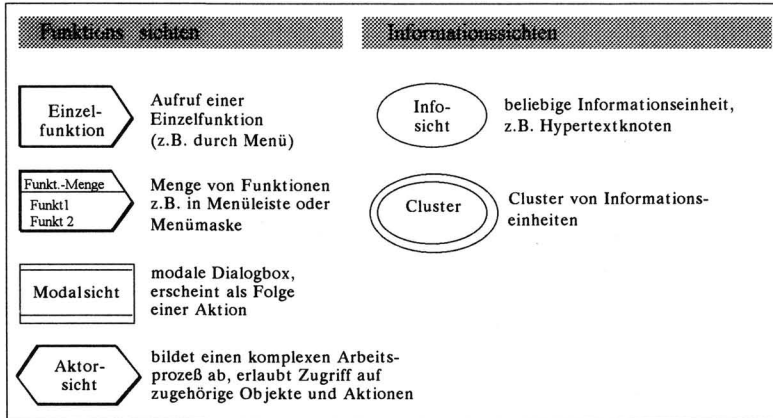 Funktions sichten
Einzel-
funktion
Aufruf einer
Einzelfunktion
(z.B. durch Menü)
Funkt.-Menge
Funkt1
Funkt 2
Menge von Funktionen
z.B. in Menüleiste oder
Menümaske
Modalsicht
modale Dialogbox,
erscheint als Folge
einer Aktion
Aktor-
sicht
bildet einen komplexen Arbeits-
prozeß ab, erlaubt Zugriff auf
zugehörige Objekte und Aktionen
Informationssichten
Info-
sicht
beliebige Informationseinheit,
z.B. Hypertextknoten
Cluster
Cluster von Informations-
einheiten